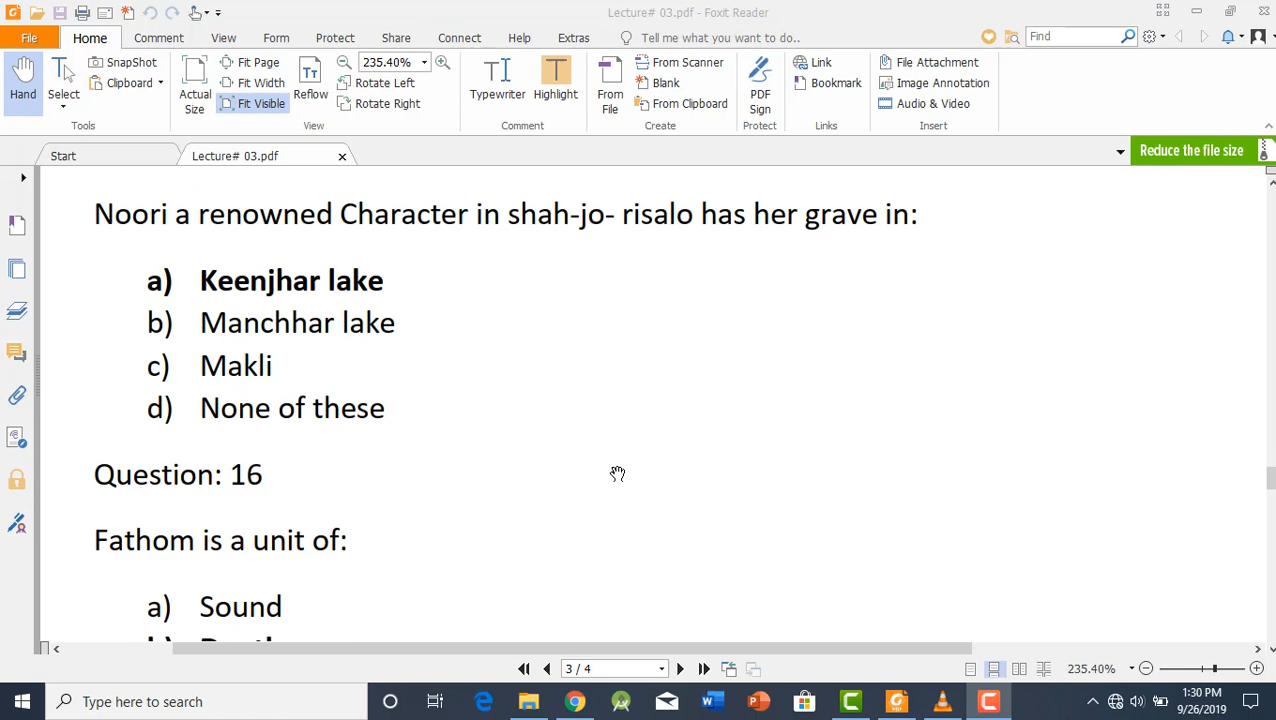 Lecture# 03.pdf - Foxit Reader
File Home Comment View Form Protect Share Connect Help Extras Tell me what you want to do.. Find
Hand
Select
SnapShot
Clipboard
Tools
Actual Size
Fit Page
Fit Width
Fit Visible
Reflow
235.40%
Rotate Left
Rotate Right
View
Typewriter
Highlight
Comment
From File
From Scanner
Blank
From Clipboard
Create
PDF Sign
Protect
Link
Bookmark
Links
File Attachment
Image Annotation
Audio & Video
Insert
Start Lecture# 03.pdf Reduce the file size
Noori a renowned Character in shah-jo- risalo has her grave in:
a) Keenjhar lake
b) Manchhar lake
c) Makli
d) None of these
Question: 16
Fathom is a unit of:
a) Sound
3 / 4 235.40%
Type here to search
1:30 PM
9/26/2019